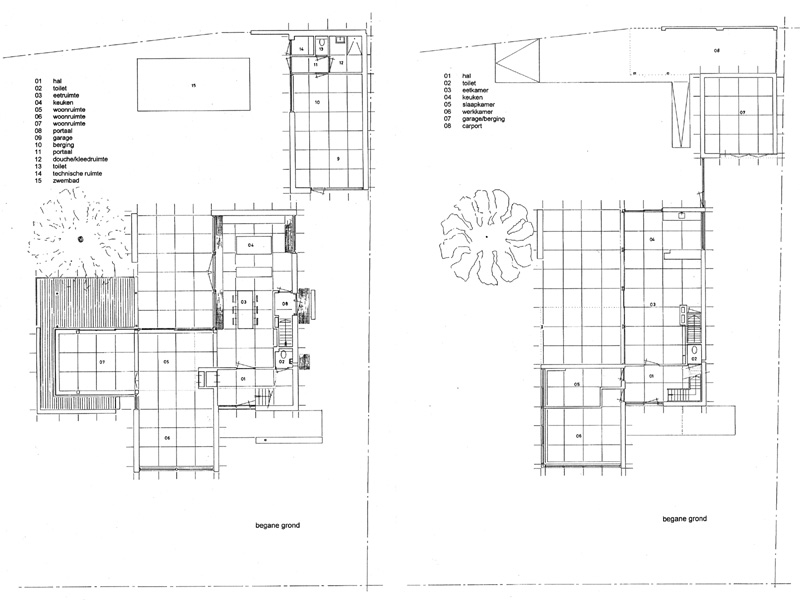 01 hal
02 toilet
03 eetruimte
04 keuken
05 woonruimte
06 woonruimte
07 woonruimte
08 portaal
09 garage
10 berging
11 portaal
12 douche/kleedruimte
13 toilet
14 technische ruimte
15 zwembad
14
13
12
11
15
10
9
04
03
08
02
07
05
01
06
begane grond
01 hal
02 toilet
03 eetkamer
04 keuken
05 slaapkamer
06 werkkamer
07 garage/berging
08 carport
08
07
04
03
02
01
05
06
begane grond